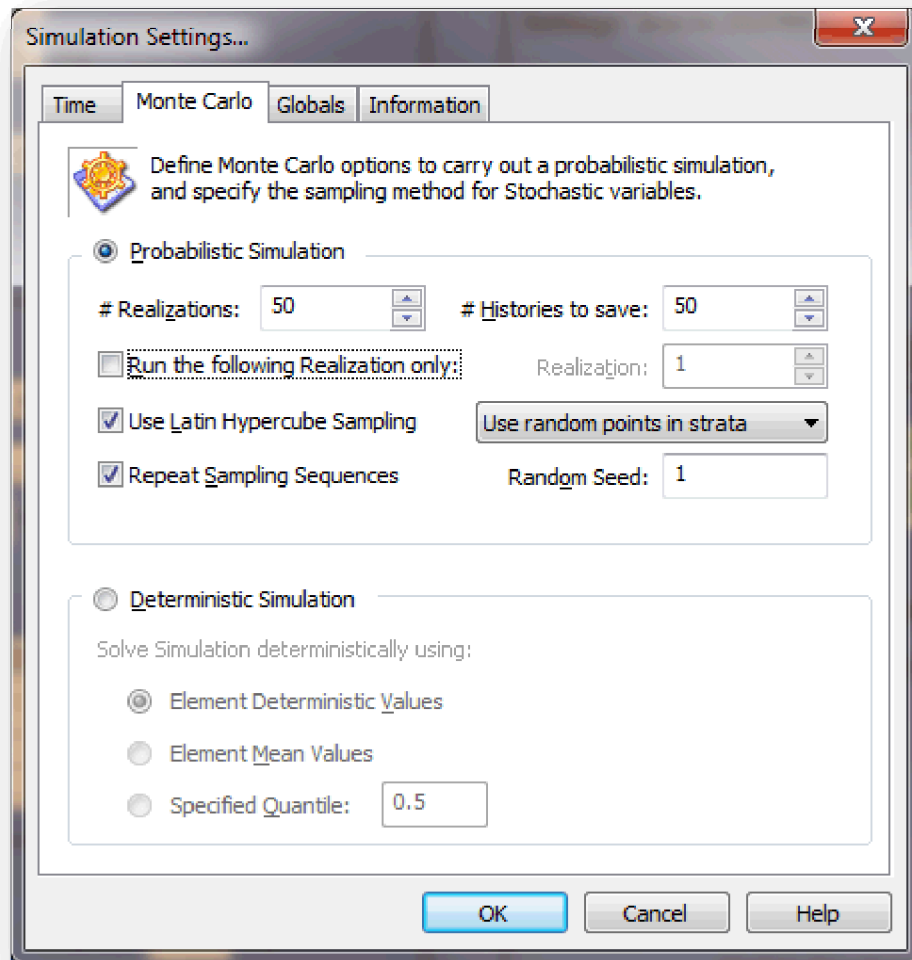 Simulation Settings...
X
Time Monte Carlo Globals Information
Define Monte Carlo options to carry out a probabilistic simulation,
and specify the sampling method for Stochastic variables.
Probabilistic Simulation
# Realizations: 50 # Histories to save: 50
Run the following Realization only: Realization: 1
Use Latin Hypercube Sampling Use random points in strata
Repeat Sampling Sequences Random Seed: 1
Deterministic Simulation
Solve Simulation deterministically using:
Element Deterministic Values
Element Mean Values
Specified Quantile: 0.5
OK Cancel Help